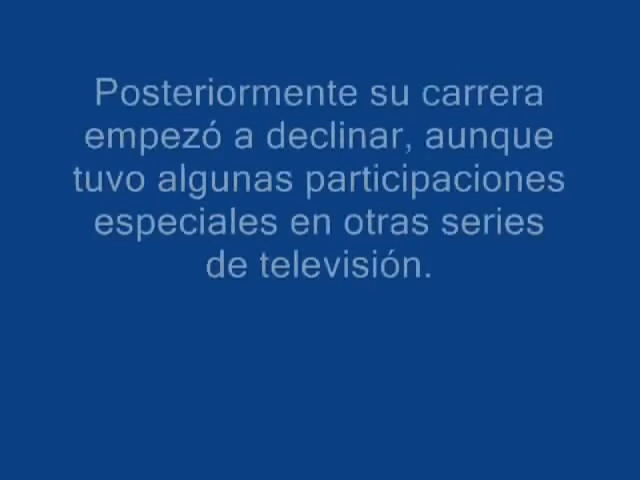 Posteriormente su carrera
empezó a declinar, aunque
tuvo algunas participaciones
especiales en otras series
de televisión.